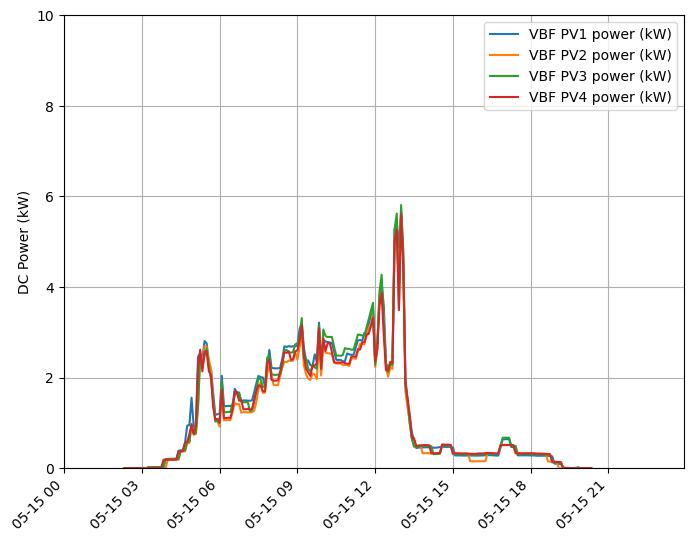 10
VBF PV1 power (kW)
VBF PV2 power (kW)
VBF PV3 power (kW)
VBF PV4 power (kW)
8
6
DC Power (kW)
4
2
0
05-15 00
05-15 03
05-15 06
05-15 09
05-15 12
05-15 15
05-15 18
05-15 21